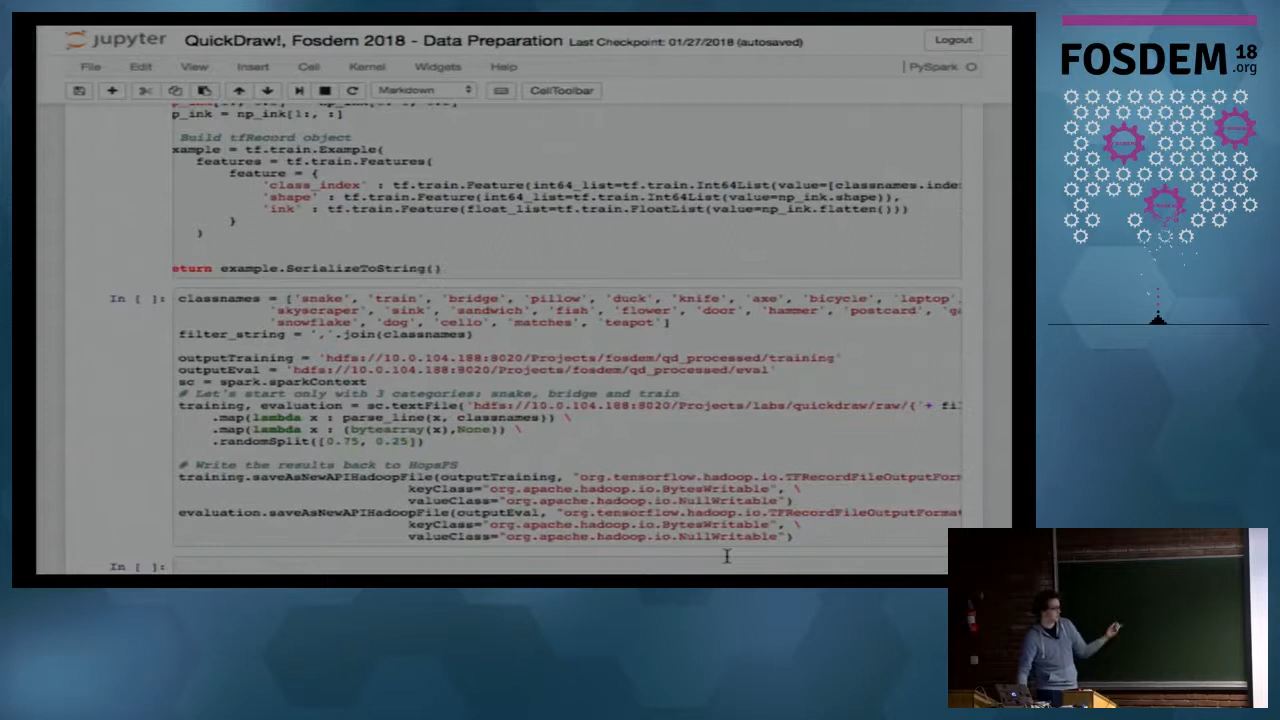 jupyter QuickDraw!, Fosdem 2018 - Data Preparation Last Checkpoint: 01/27/2018 (autosaved) Logout
File Edit View Insert Cell Kernel Widgets Help PySpark
Markdown CellToolbar
p_ink = np_ink[1:, :]
Build tfRecord object
xample = tf.train.Example(
features = tf.train.Features(
feature = {
'class_index' : tf.train.Feature(int64_list=tf.train.Int64List(value=[classnames.inde
'shape' : tf.train.Feature(int64_list=tf.train.Int64List(value=np_ink.shape)),
'ink' : tf.train.Feature(float_list=tf.train.FloatList(value=np_ink.flatten()))
}
)
eturn example.SerializeToString()
In [ ]: classnames = ['snake', 'train', 'bridge', 'pillow', 'duck', 'knife', 'axe', 'bicycle', 'laptop'
'skyscraper', 'sink', 'sandwich', 'fish', 'flower', 'door', 'hammer', 'postcard',
'snowflake', 'dog', 'cello', 'matches', 'teapot']
filter_string = ','.join(classnames)
outputTraining = 'hdfs://10.0.104.188:8020/Projects/fosdem/qd_processed/training'
outputEval = 'hdfs://10.0.104.188:8020/Projects/fosdem/qd_processed/eval'
sc = spark.sparkContext
# Let's start only with 3 categories: snake, bridge and train
training, evaluation = sc.textFile('hdfs://10.0.104.188:8020/Projects/labs/quickdraw/raw/{'+ fil
.map(lambda x : parse_line(x, classnames)) \
.map(lambda x : (bytearray(x),None)) \
.randomSplit([0.75, 0.25])
# Write the results back to HopsFS
training.saveAsNewAPIHadoopFile(outputTraining, "org.tensorflow.hadoop.io.TFRecordFileOutputForm
keyClass="org.apache.hadoop.io.BytesWritable", \
valueClass="org.apache.hadoop.io.NullWritable")
evaluation.saveAsNewAPIHadoopFile(outputEval, "org.tensorflow.hadoop.io.TFRecordFileOutputFormat
keyClass="org.apache.hadoop.io.BytesWritable", \
valueClass="org.apache.hadoop.io.NullWritable")
In [ ]:
FOSDEM 18
.org